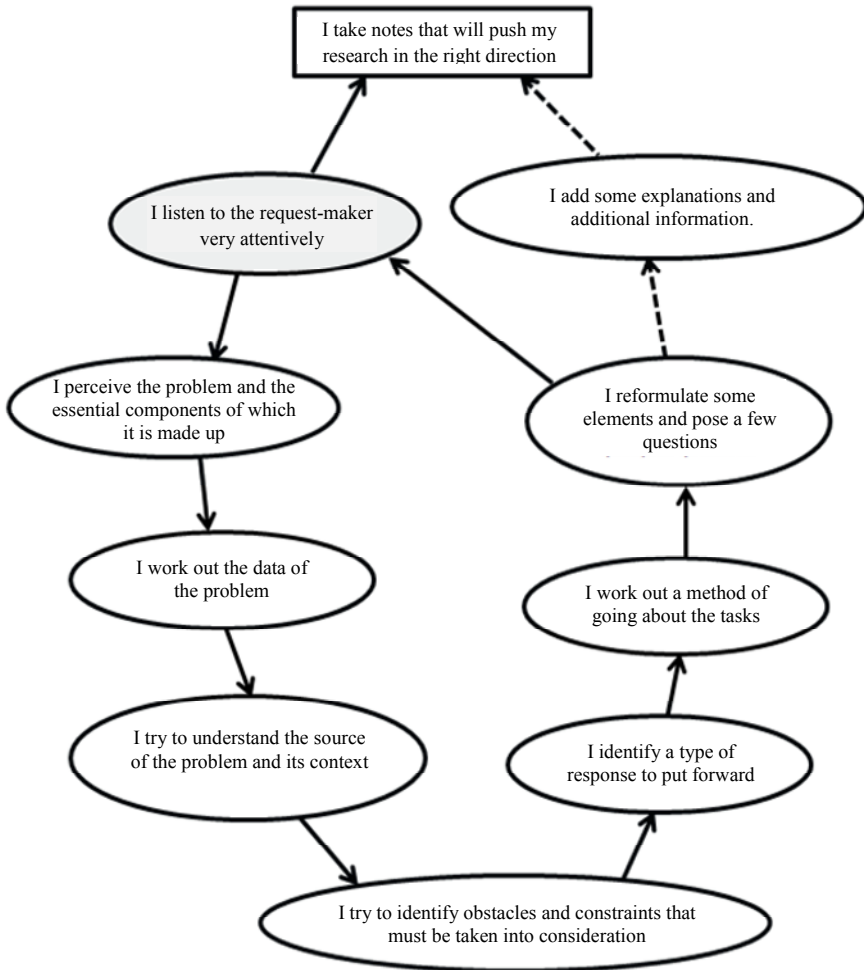 I take notes that will push my
research in the right direction
I listen to the request-maker
very attentively
I add some explanations and
additional information.
I perceive the problem and the
essential components of which
it is made up
I reformulate some
elements and pose a few
questions
I work out the data of
the problem
I work out a method of
going about the tasks
I try to understand the source
of the problem and its context
I identify a type of
response to put forward
I try to identify obstacles and constraints that
must be taken into consideration